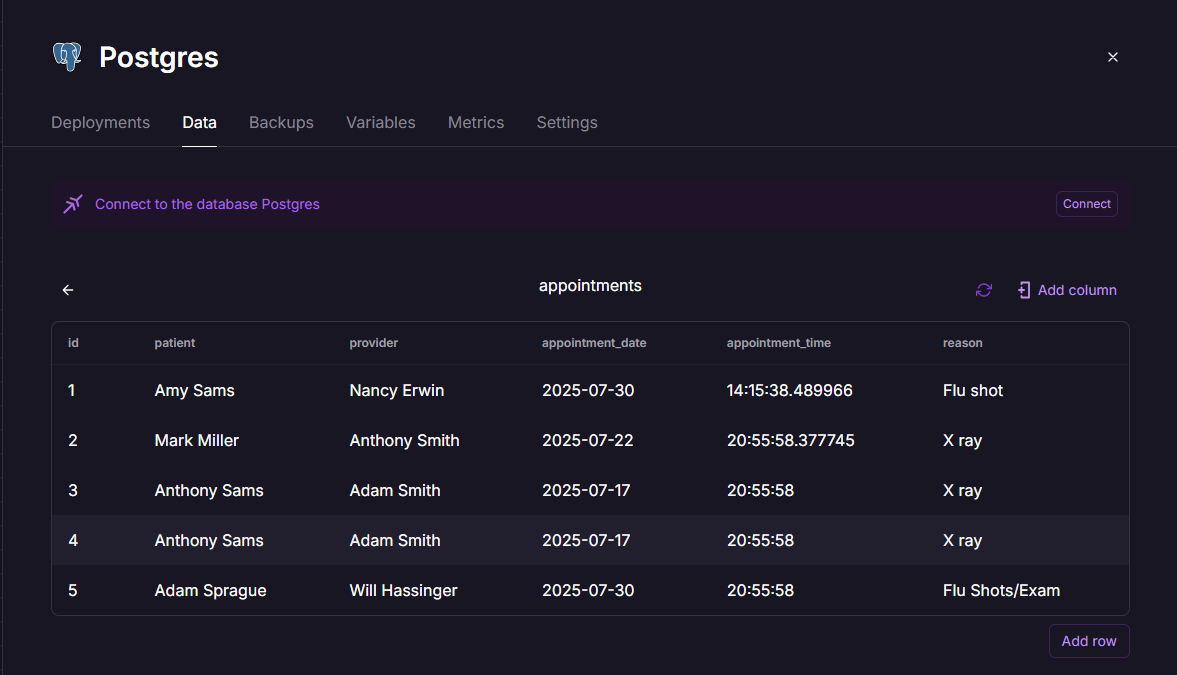 Postgres
Deployments Data Backups Variables Metrics Settings
Connect to the database Postgres Connect
appointments Add column
id patient provider appointment_date appointment_time reason
1 Amy Sams Nancy Erwin 2025-07-30 14:15:38.489966 Flu shot
2 Mark Miller Anthony Smith 2025-07-22 20:55:58.377745 X ray
3 Anthony Sams Adam Smith 2025-07-17 20:55:58 X ray
4 Anthony Sams Adam Smith 2025-07-17 20:55:58 X ray
5 Adam Sprague Will Hassinger 2025-07-30 20:55:58 Flu Shots/Exam
Add row